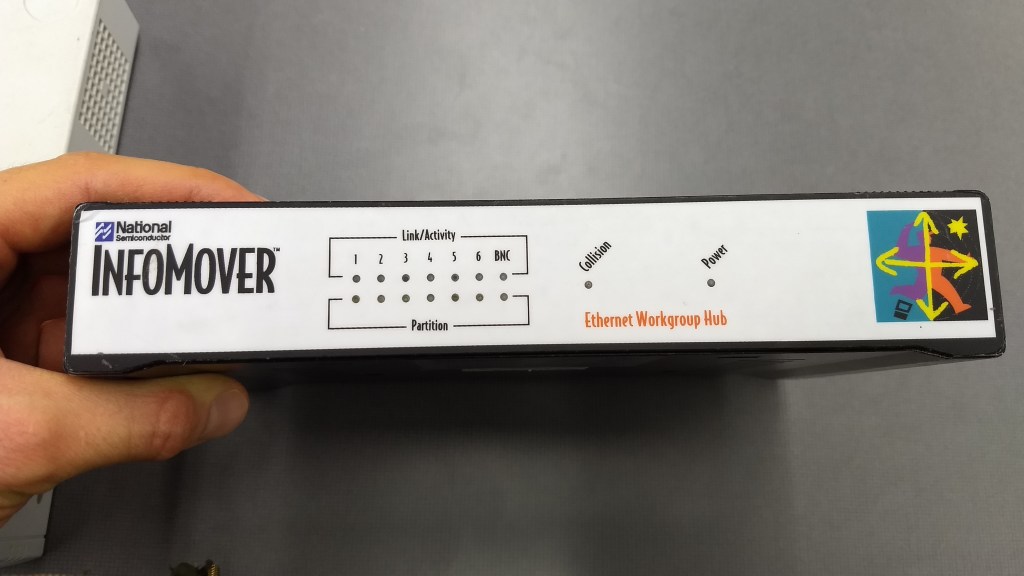 National
Semiconductor
INFOMOVER™
Link/Activity
1 2 3 4 5 6 BNC
Partition
Collision
Power
Ethernet Workgroup Hub